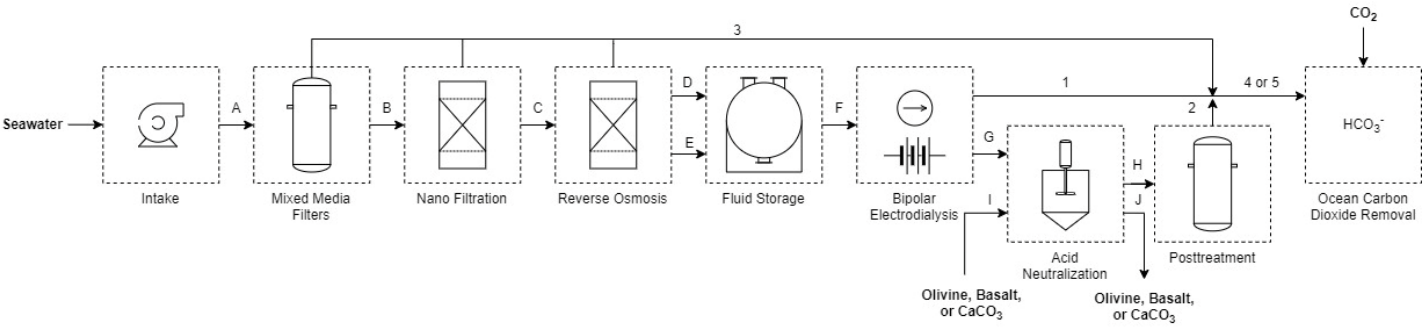 CO₂
3
D
1
4 or 5
A
B
C
F
2
Seawater
HCO₃⁻
E
G
H
I
J
Intake
Mixed Media
Filters
Nano Filtration
Reverse Osmosis
Fluid Storage
Bipolar
Electrodialysis
Ocean Carbon
Dioxide Removal
Acid
Neutralization
Posttreatment
Olivine, Basalt,
or CaCO₃
Olivine, Basalt,
or CaCO₃